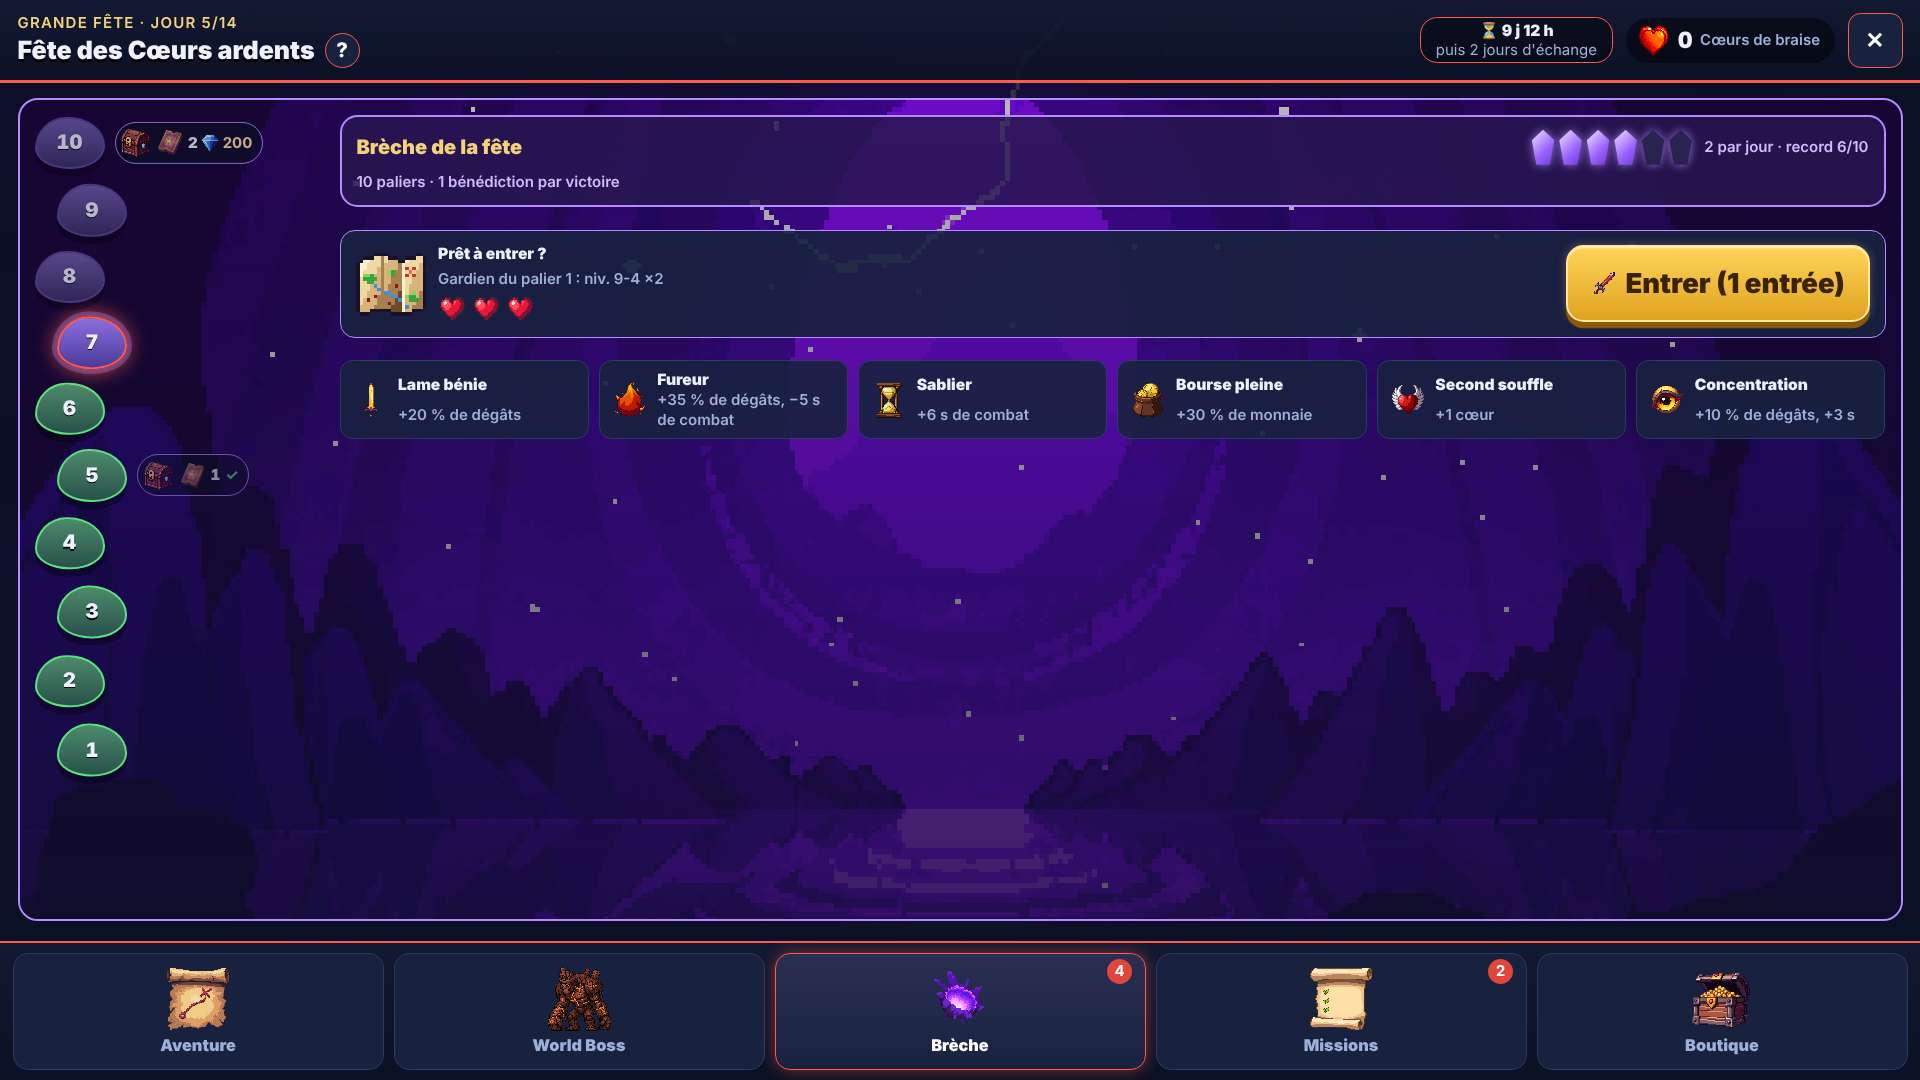 GRANDE FÊTE · JOUR 5/14
Fête des Cœurs ardents ?
9 j 12 h
puis 2 jours d'échange
0 Cœurs de braise
×
10 2 200
9
8
7
6
5 1
4
3
2
1
Brèche de la fête
10 paliers · 1 bénédiction par victoire
2 par jour · record 6/10
Prêt à entrer ?
Gardien du palier 1 : niv. 9-4 ×2
Entrer (1 entrée)
Lame bénie
+20 % de dégâts
Fureur
+35 % de dégâts, −5 s
de combat
Sablier
+6 s de combat
Bourse pleine
+30 % de monnaie
Second souffle
+1 cœur
Concentration
+10 % de dégâts, +3 s
Aventure
World Boss
4
Brèche
2
Missions
Boutique